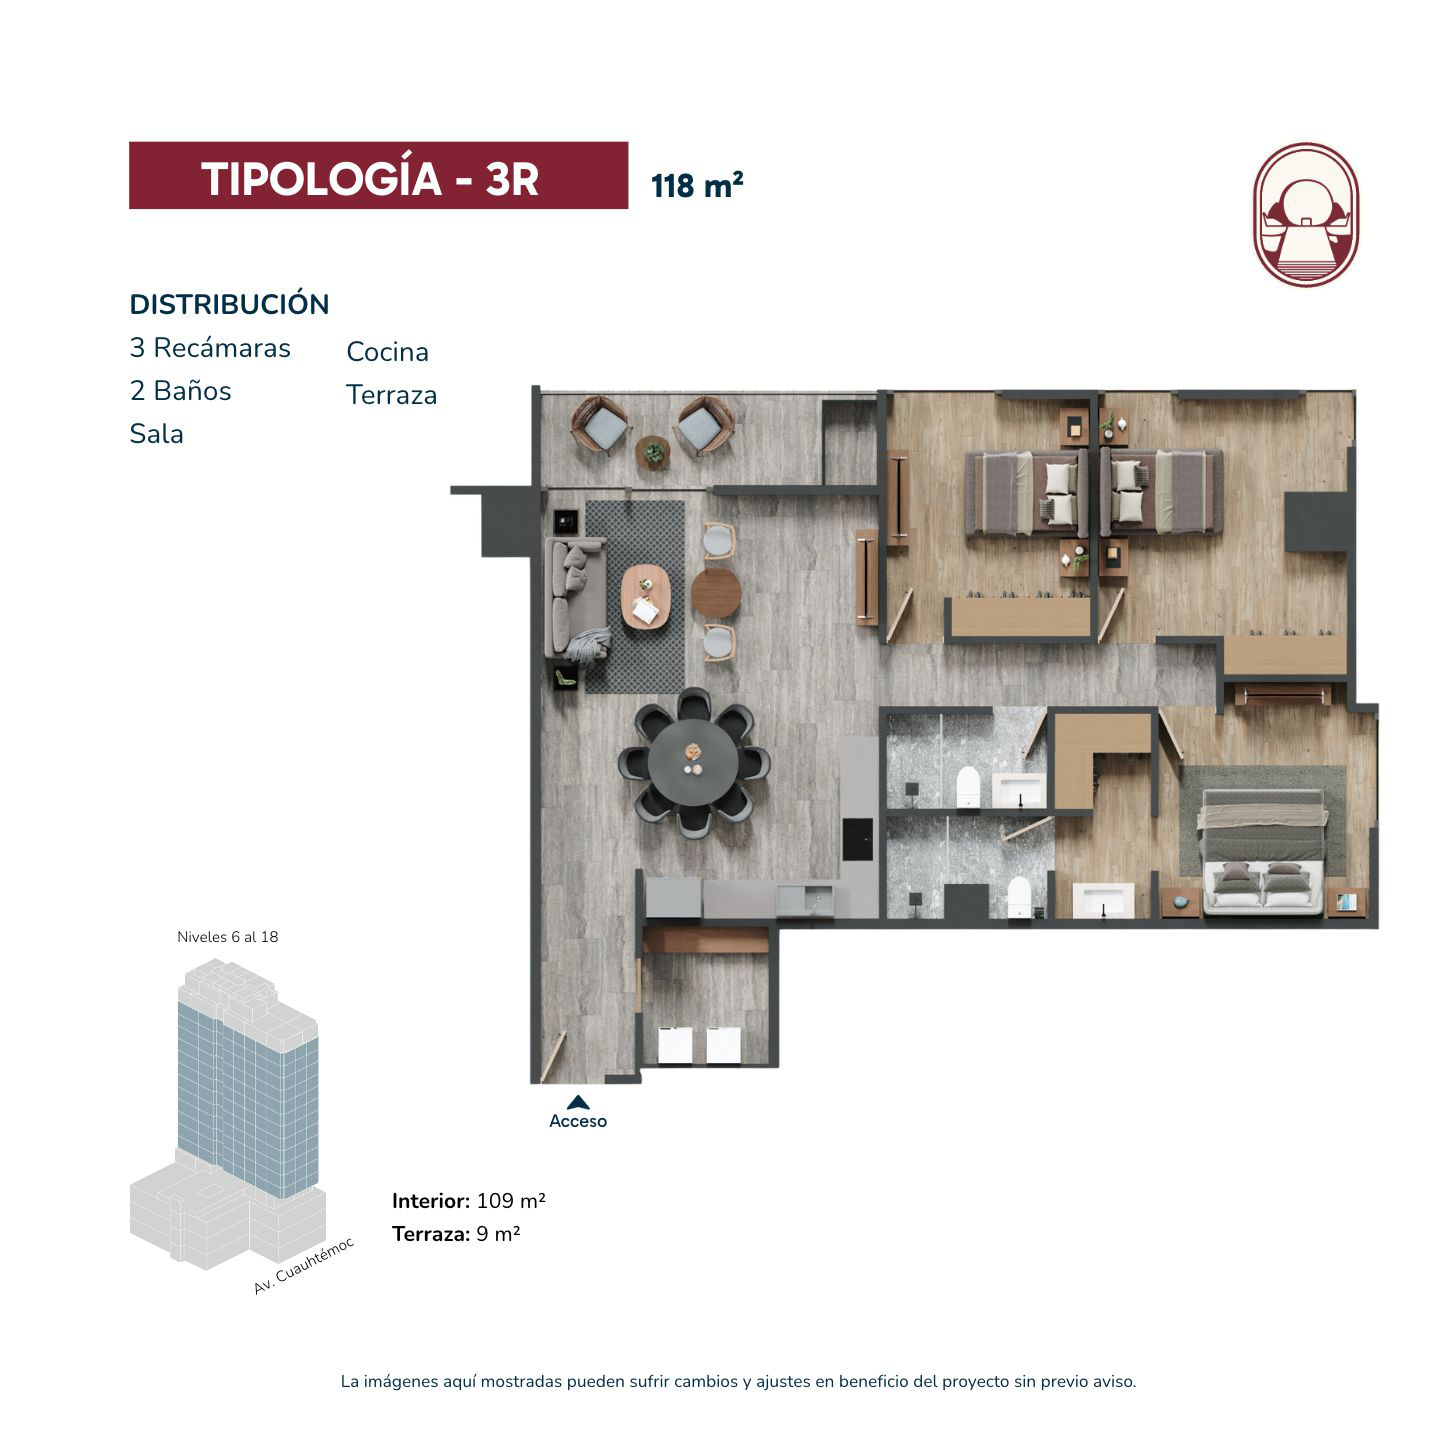 TIPOLOGÍA - 3R
118 m²
DISTRIBUCIÓN
3 Recámaras
2 Baños
Sala
Cocina
Terraza
Niveles 6 al 18
Av. Cuauhtémoc
Acceso
Interior: 109 m²
Terraza: 9 m²
La imágenes aquí mostradas pueden sufrir cambios y ajustes en beneficio del proyecto sin previo aviso.